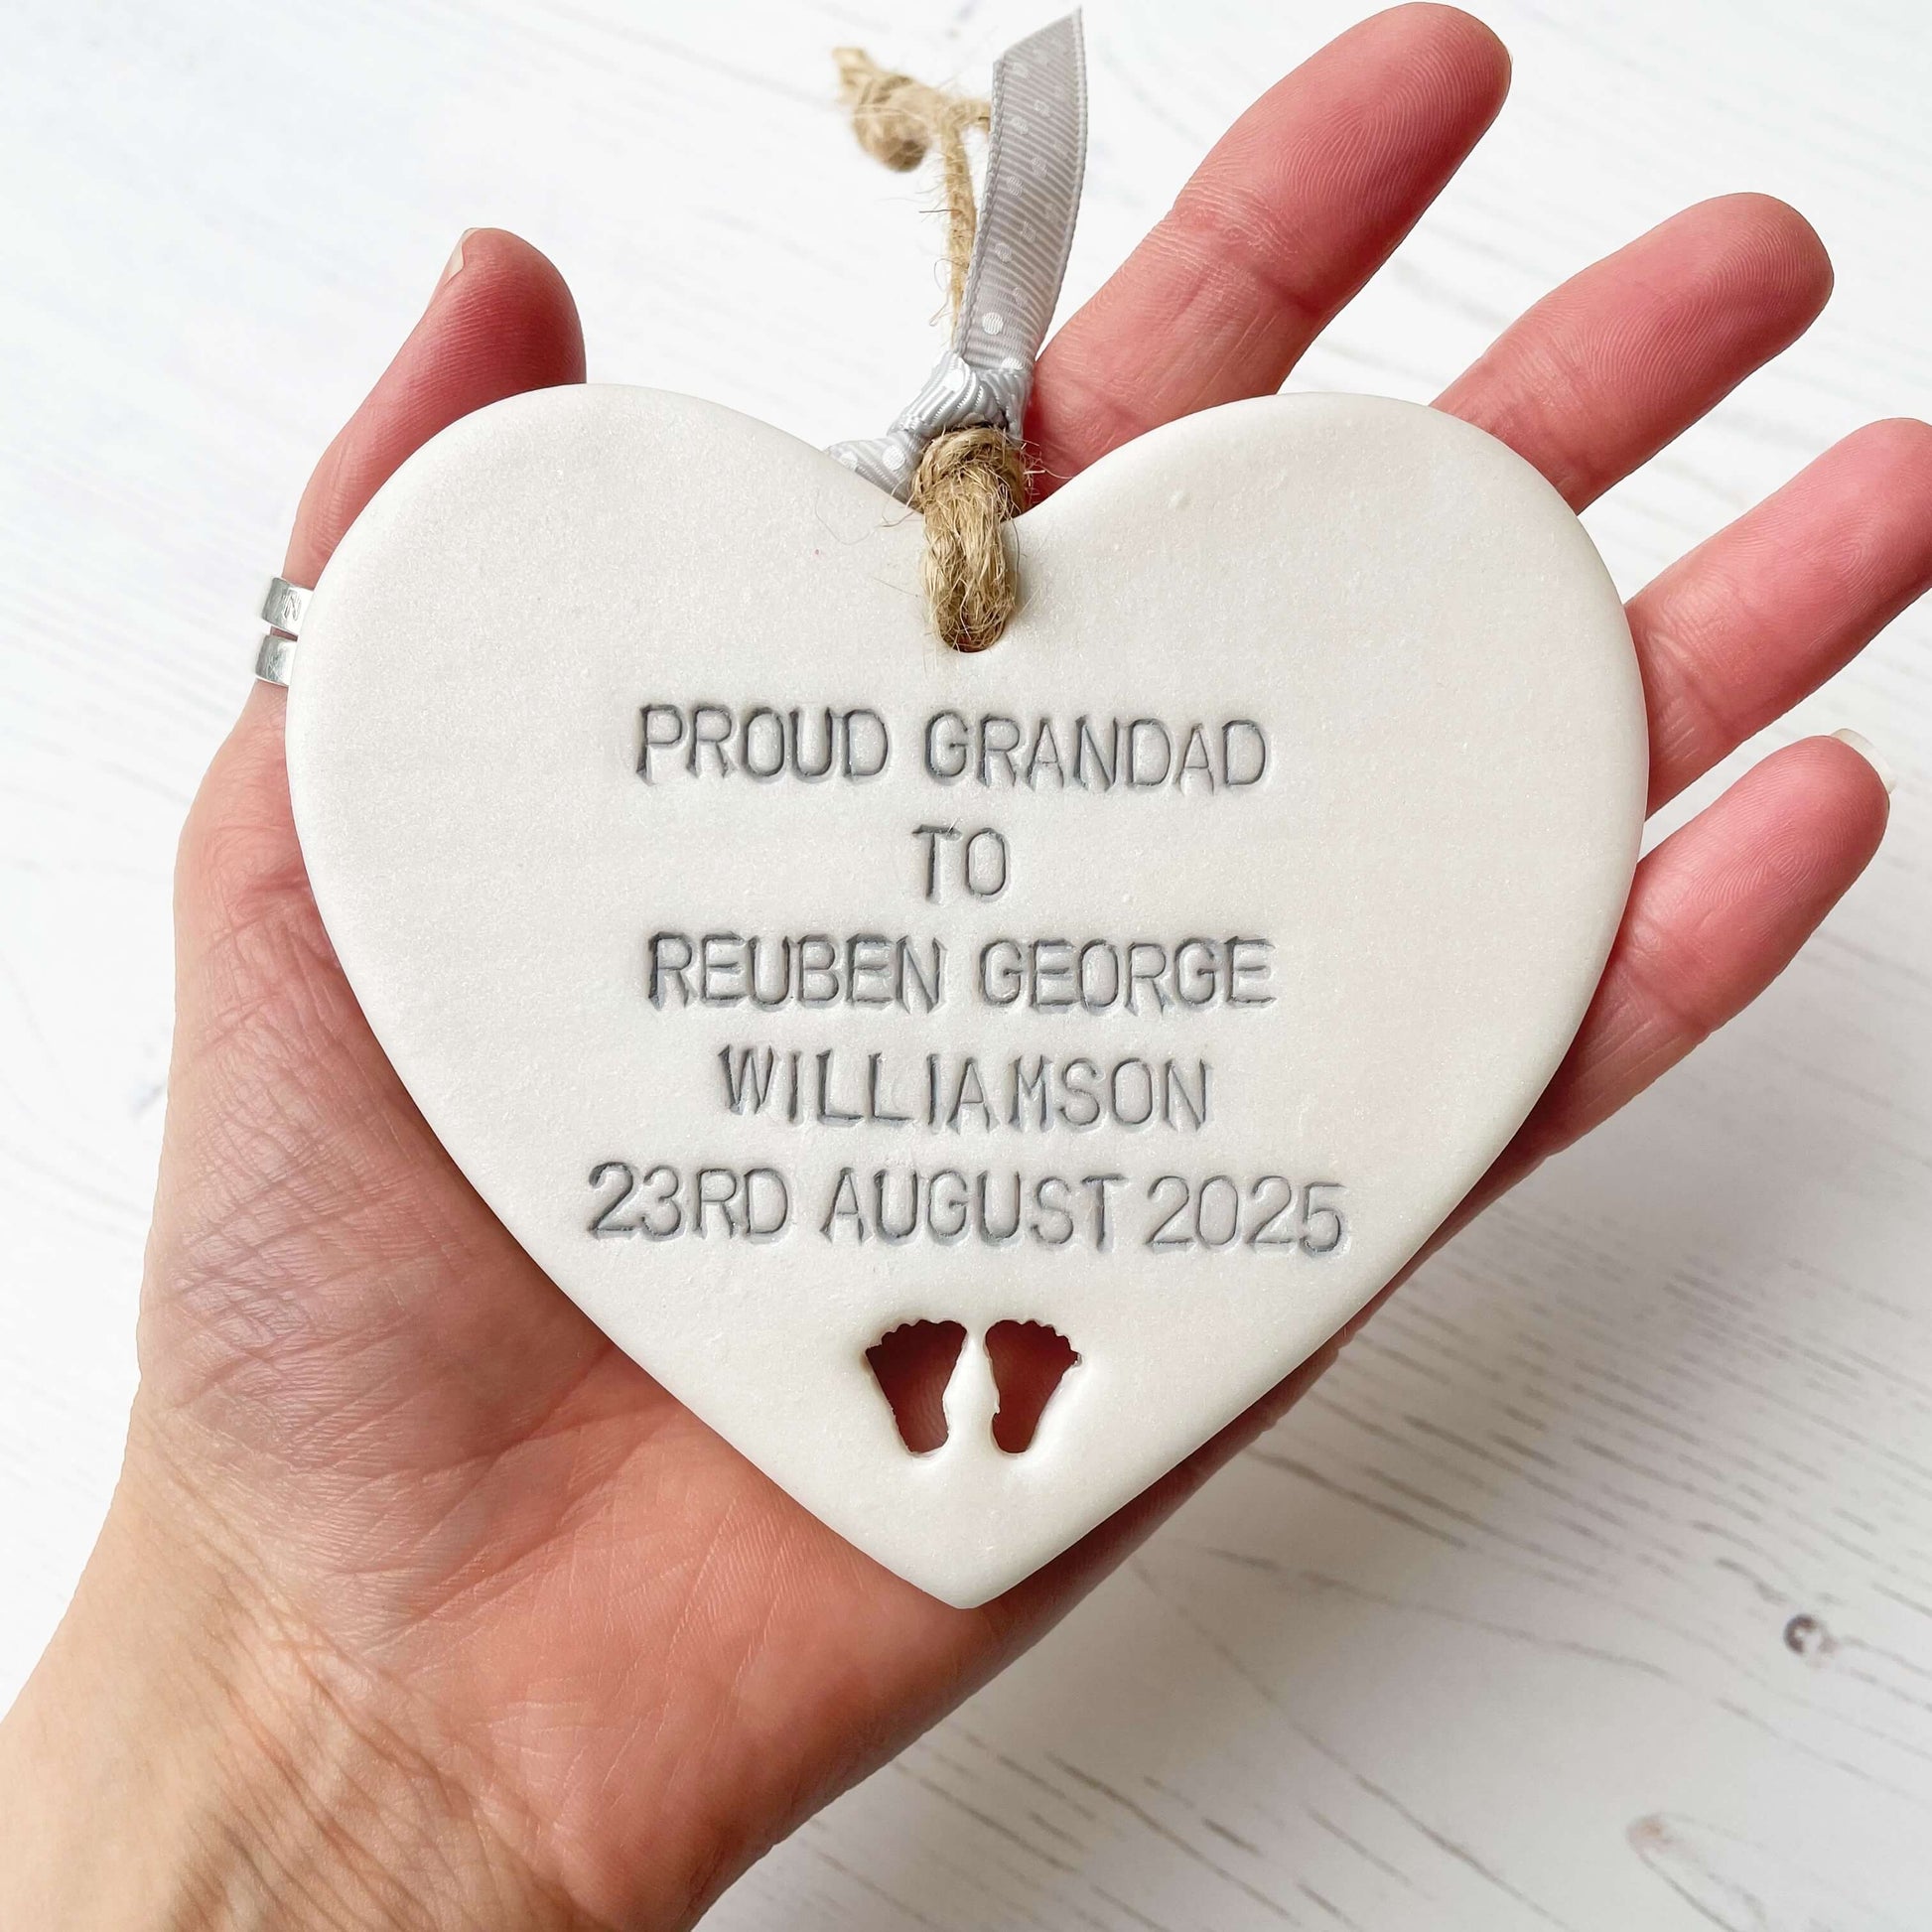 PROUD GRANDAD
TO
REUBEN GEORGE
WILLIAMSON
23RD AUGUST 2025